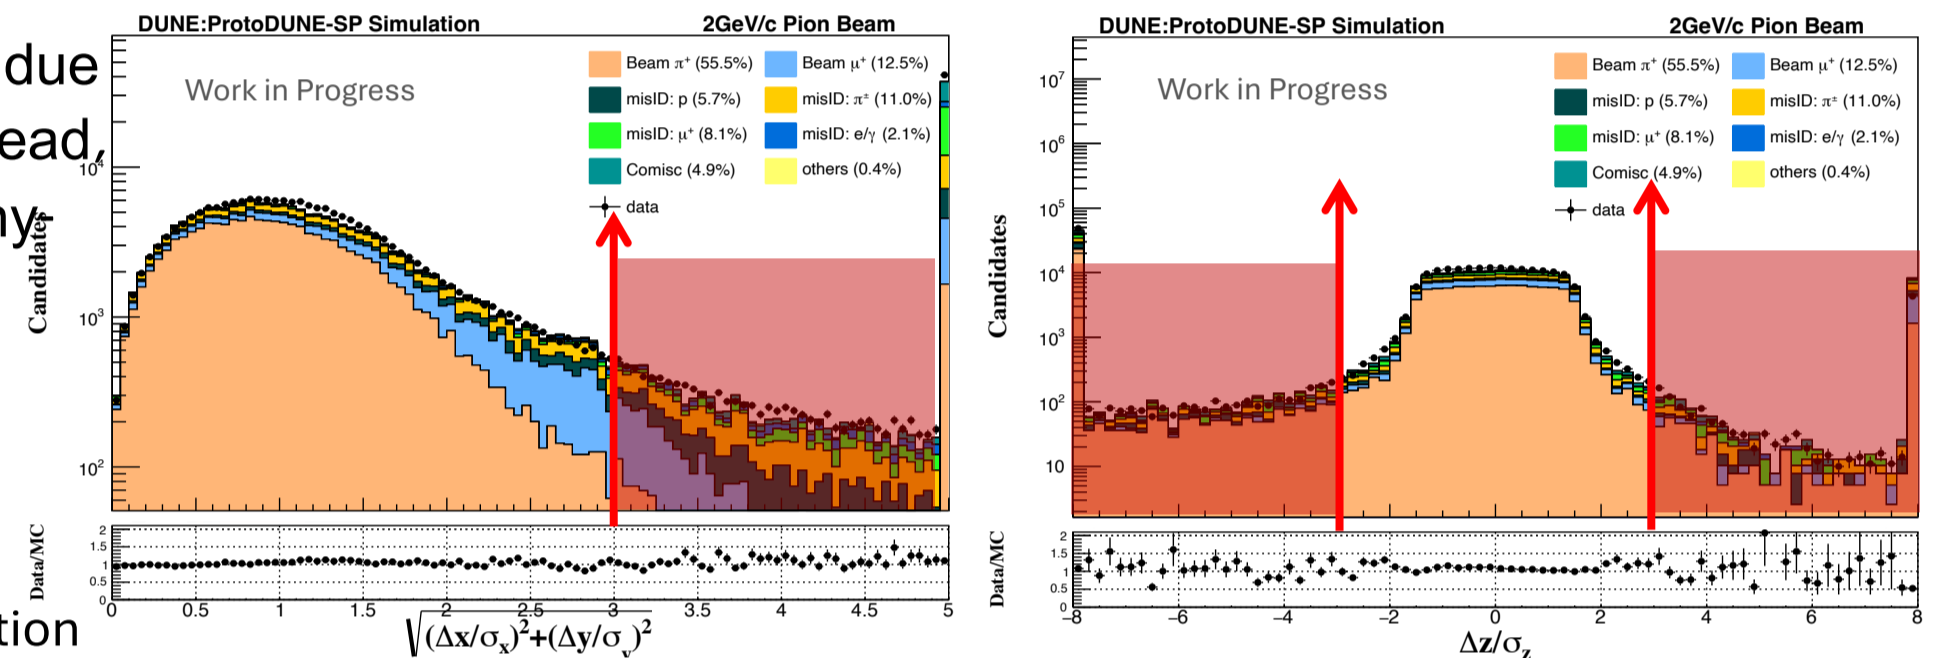 due
ead,
ny-
tion
DUNE:ProtoDUNE-SP Simulation 2GeV/c Pion Beam
Work in Progress
Beam π⁺ (55.5%) Beam μ⁺ (12.5%)
misID: p (5.7%) misID: π± (11.0%)
misID: μ⁺ (8.1%) misID: e/γ (2.1%)
Comisc (4.9%) others (0.4%)
data
Candidates
10⁴
10³
10²
Data/MC
2
1.5
1
0.5
0
0 0.5 1 1.5 2 2.5 3 3.5 4 4.5 5
√(Δx/σx)²+(Δy/σy)²
DUNE:ProtoDUNE-SP Simulation 2GeV/c Pion Beam
Work in Progress
Beam π⁺ (55.5%) Beam μ⁺ (12.5%)
misID: p (5.7%) misID: π± (11.0%)
misID: μ⁺ (8.1%) misID: e/γ (2.1%)
Comisc (4.9%) others (0.4%)
data
Candidates
10⁷
10⁶
10⁵
10⁴
10³
10²
10
Data/MC
2
1.5
1
0.5
0
−8 −6 −4 −2 0 2 4 6 8
Δz/σz